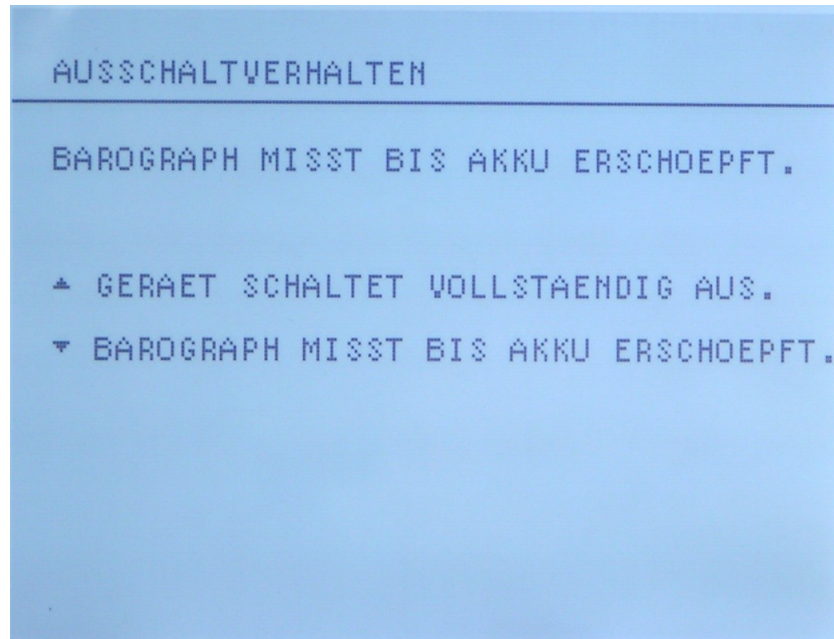 AUSSCHALTVERHALTEN
BAROGRAPH MISST BIS AKKU ERSCHOEPFT.
▲ GERAET SCHALTET VOLLSTAENDIG AUS.
▼ BAROGRAPH MISST BIS AKKU ERSCHOEPFT.